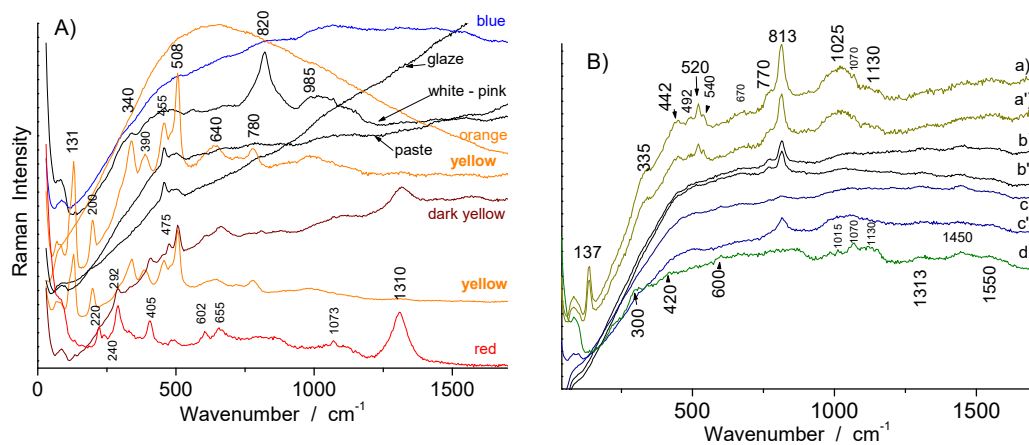 A)
blue
820
glaze
508
985
white - pink
340
455
131
390
640
780
orange
paste
yellow
200
dark yellow
475
292
yellow
1310
220
405
602
655
1073
240
red
Raman Intensity
0
500
1000
1500
Wavenumber / cm-1
B)
813
1025
1070
1130
a)
770
520
540
442
492
670
a')
335
b
b'
c
c'
137
1015
1070
1130
1450
d
600
420
300
1313
1550
500
1000
1500
Wavenumber / cm-1